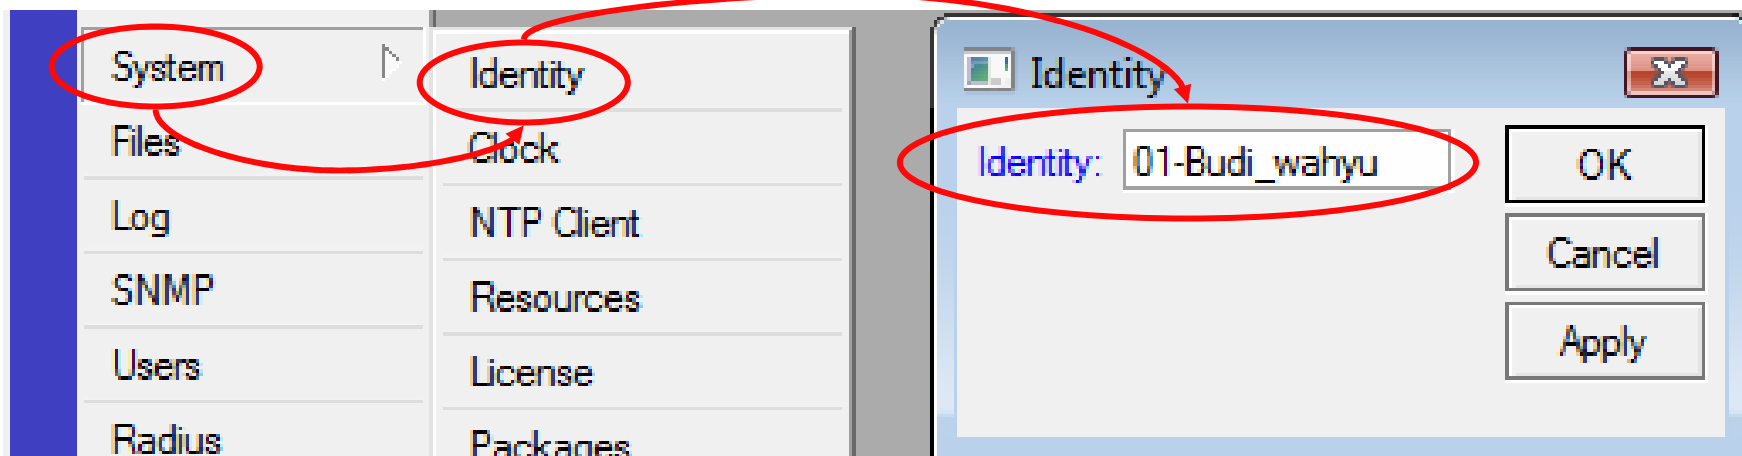 System
Files
Log
SNMP
Users
Radius
Identity
Clock
NTP Client
Resources
License
Packages
Identity
Identity: 01-Budi_wahyu
OK
Cancel
Apply